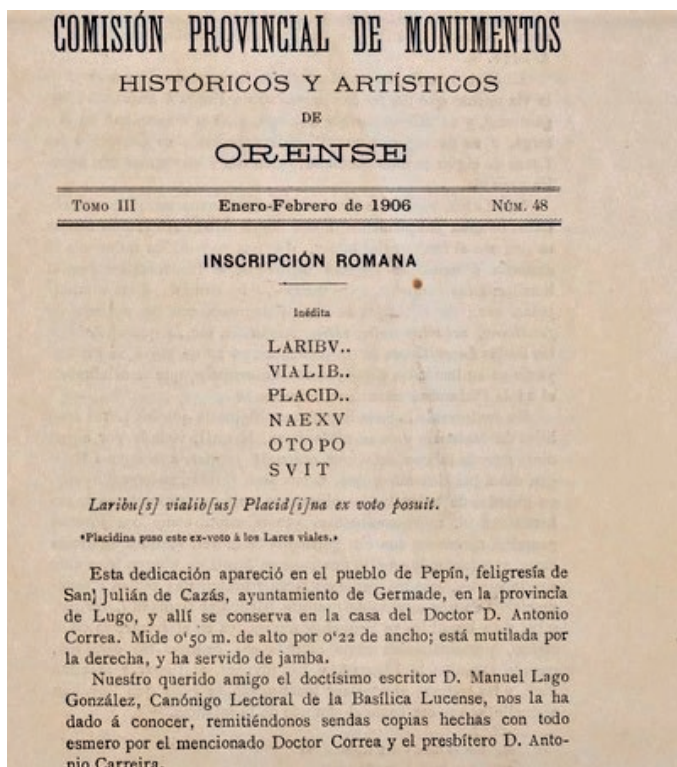 COMISIÓN PROVINCIAL DE MONUMENTOS
HISTÓRICOS Y ARTÍSTICOS
DE
ORENSE
TOMO III Enero-Febrero de 1906 NÚM. 48
INSCRIPCIÓN ROMANA
Inédita
LARIBV..
VIALIB..
PLACID..
NAEXV
OTOPO
SVIT
Laribu[s] vialib[us] Placid[i]na ex voto posuit.
«Placidina puso este ex-voto á los Lares viales.»
Esta dedicación apareció en el pueblo de Pepín, feligresía de
San Julián de Cazás, ayuntamiento de Germade, en la provincia
de Lugo, y allí se conserva en la casa del Doctor D. Antonio
Correa. Mide o‘50 m. de alto por o‘22 de ancho; está mutilada por
la derecha, y ha servido de jamba.
Nuestro querido amigo el doctísimo escritor D. Manuel Lago
González, Canónigo Lectoral de la Basílica Lucense, nos la ha
dado á conocer, remitiéndonos sendas copias hechas con todo
esmero por el mencionado Doctor Correa y el presbítero D. Anto-
nio Carreira.